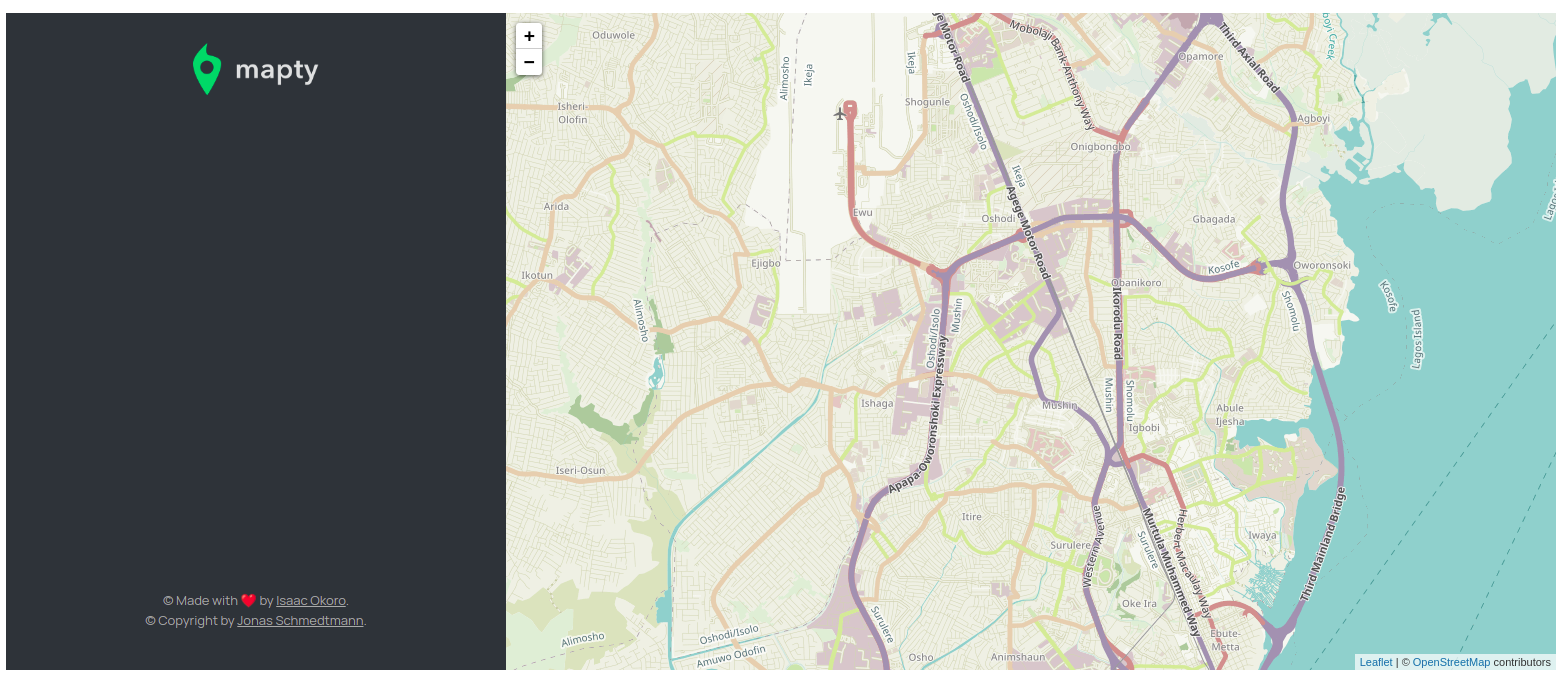 mapty
© Made with ❤️ by Isaac Okoro.
© Copyright by Jonas Schmedtmann.
+
−
Oduwole
Alimosho
Ikeja
Ikeja
Agege Motor Road
Mobolaji Bank-Anthony Way
Third Axial Road
Opamore
Isheri
Olofin
Shogunle
Oshodi/Isolo
Agboyi
Onigbongbo
Ikeja
Arida
Ewu
Oshodi
Agege Motor Road
Gbagada
Ikotun
Ejigbo
Kosofe
Oworonsoki
Obanikoro
Alimosho
Oshodi/Isolo
Mushin
Ikorodu Road
Shomolu
Kosofe
Lagos Island
Ishaga
Mushin
Mushin
Shomolu
Igbobi
Abule
Ijesha
Iseri-Osun
Apapa-Oworonshoki Expressway
Itire
Surulere
Western Avenue
Surulere
Murtula Muhammed Way
Herbert Macaulay Way
Iwaya
Third Mainland Bridge
Oke Ira
Surulere
Alimosho
Oshodi/Isolo
Amuwo Odofin
Osho
Animshaun
Ebute-
Metta
Leaflet | © OpenStreetMap contributors